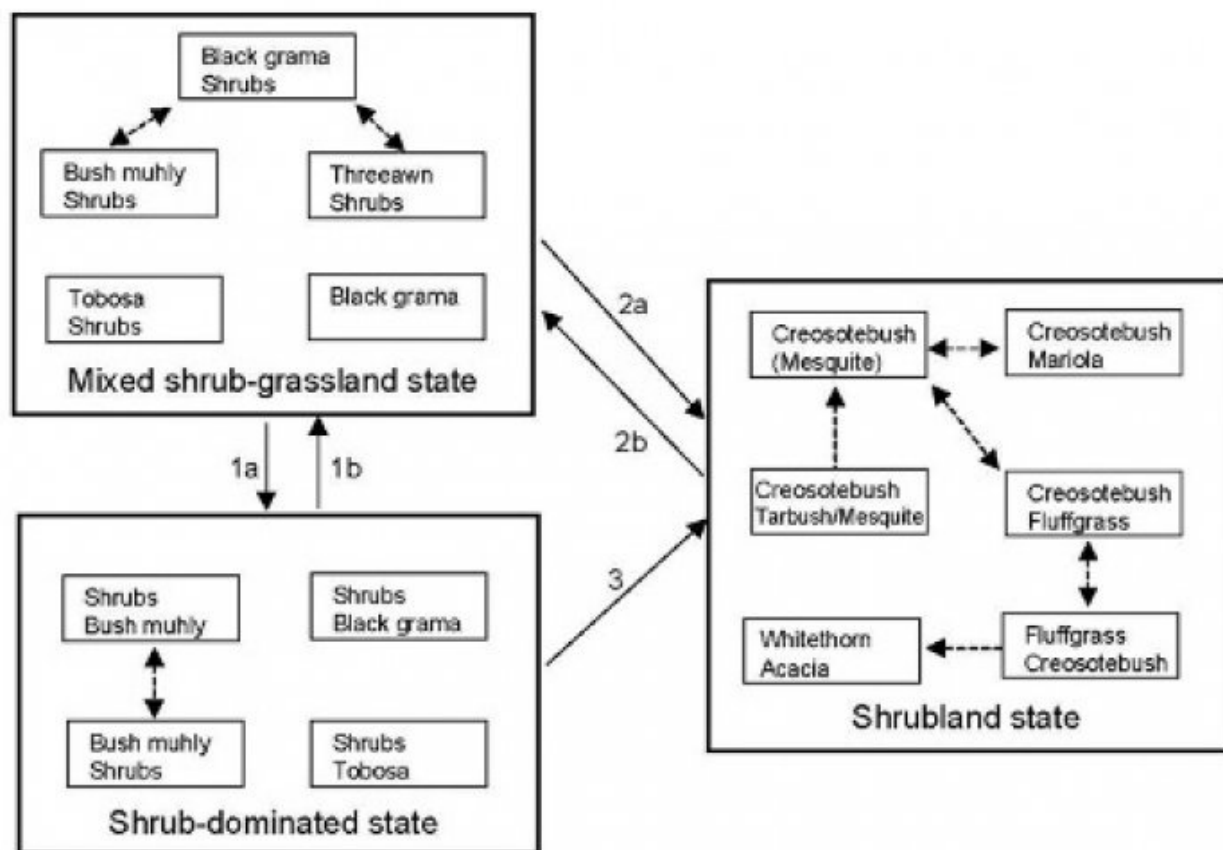 Black grama
Shrubs
Bush muhly
Shrubs
Threeawn
Shrubs
Tobosa
Shrubs
Black grama
Mixed shrub-grassland state
1a
1b
2a
2b
3
Shrubs
Bush muhly
Shrubs
Black grama
Bush muhly
Shrubs
Shrubs
Tobosa
Shrub-dominated state
Creosotebush
(Mesquite)
Creosotebush
Mariola
Creosotebush
Tarbush/Mesquite
Creosotebush
Fluffgrass
Whitethorn
Acacia
Fluffgrass
Creosotebush
Shrubland state